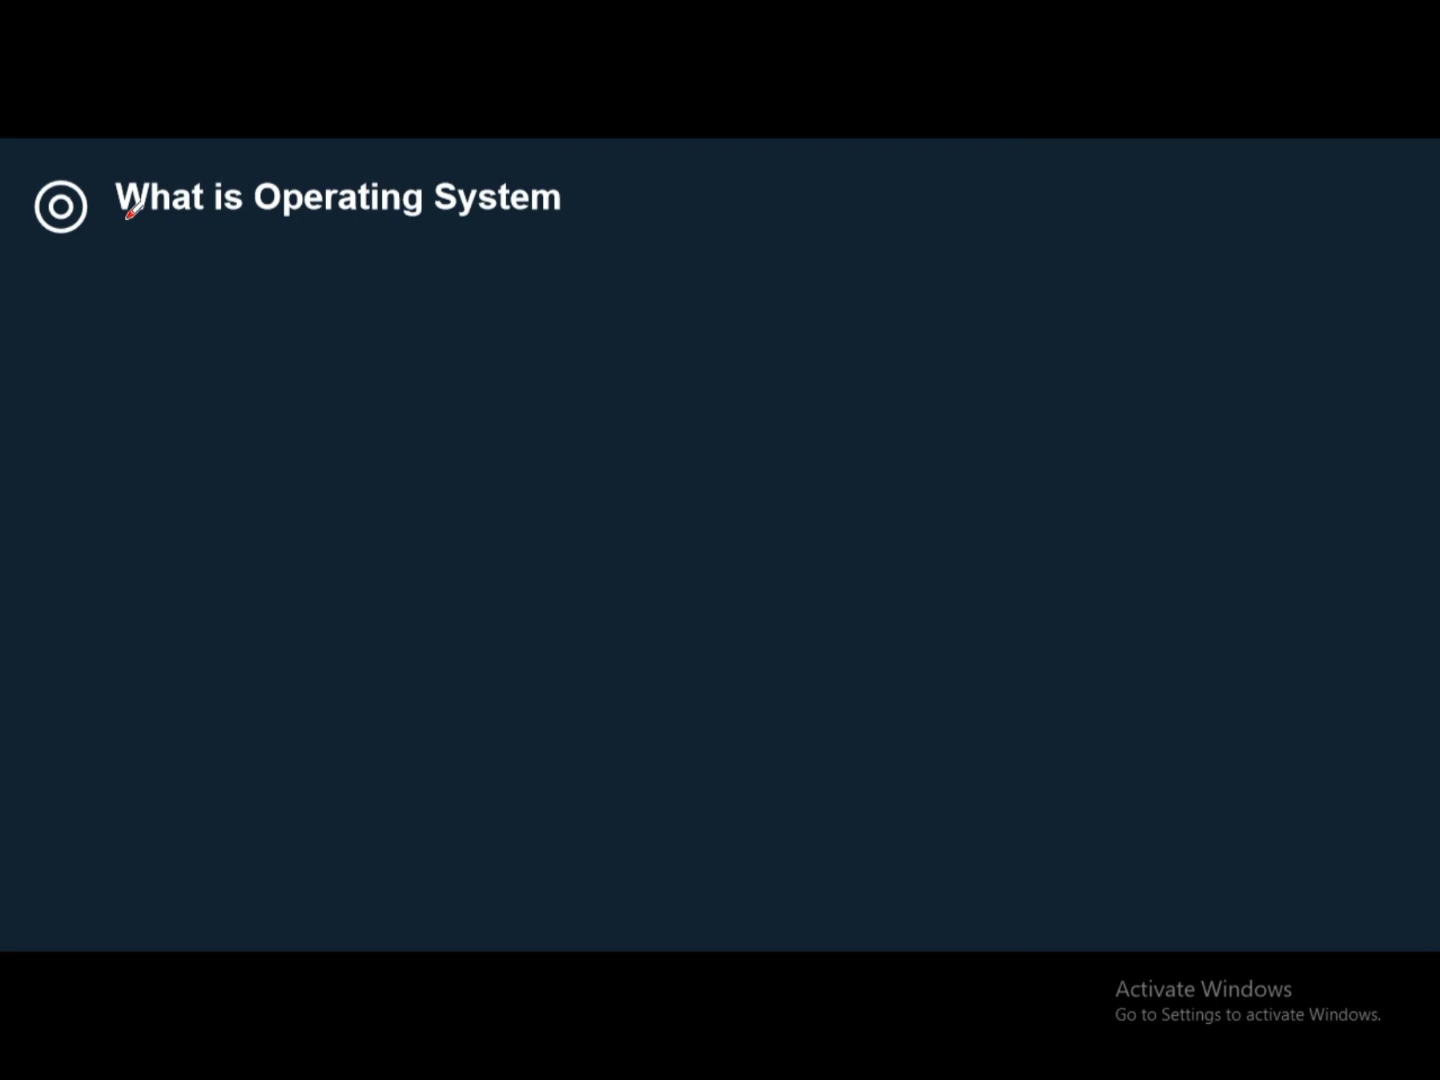 What is Operating System
Activate Windows
Go to Settings to activate Windows.